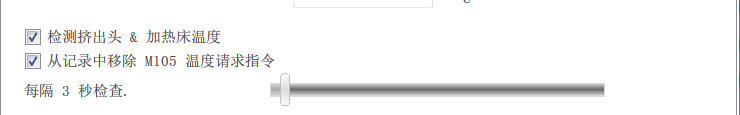 检测挤出头 & 加热床温度
从记录中移除 M105 温度请求指令
每隔 3 秒检查.